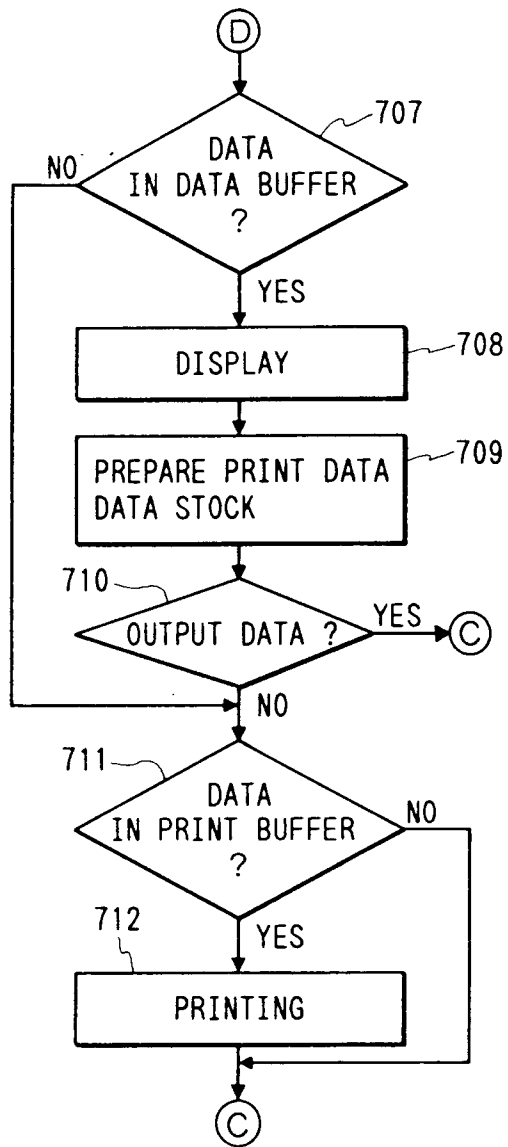 D
707
DATA
IN DATA BUFFER
?
NO
YES
708
DISPLAY
709
PREPARE PRINT DATA
DATA STOCK
710
OUTPUT DATA ?
YES
C
NO
711
DATA
IN PRINT BUFFER
?
NO
YES
712
PRINTING
C